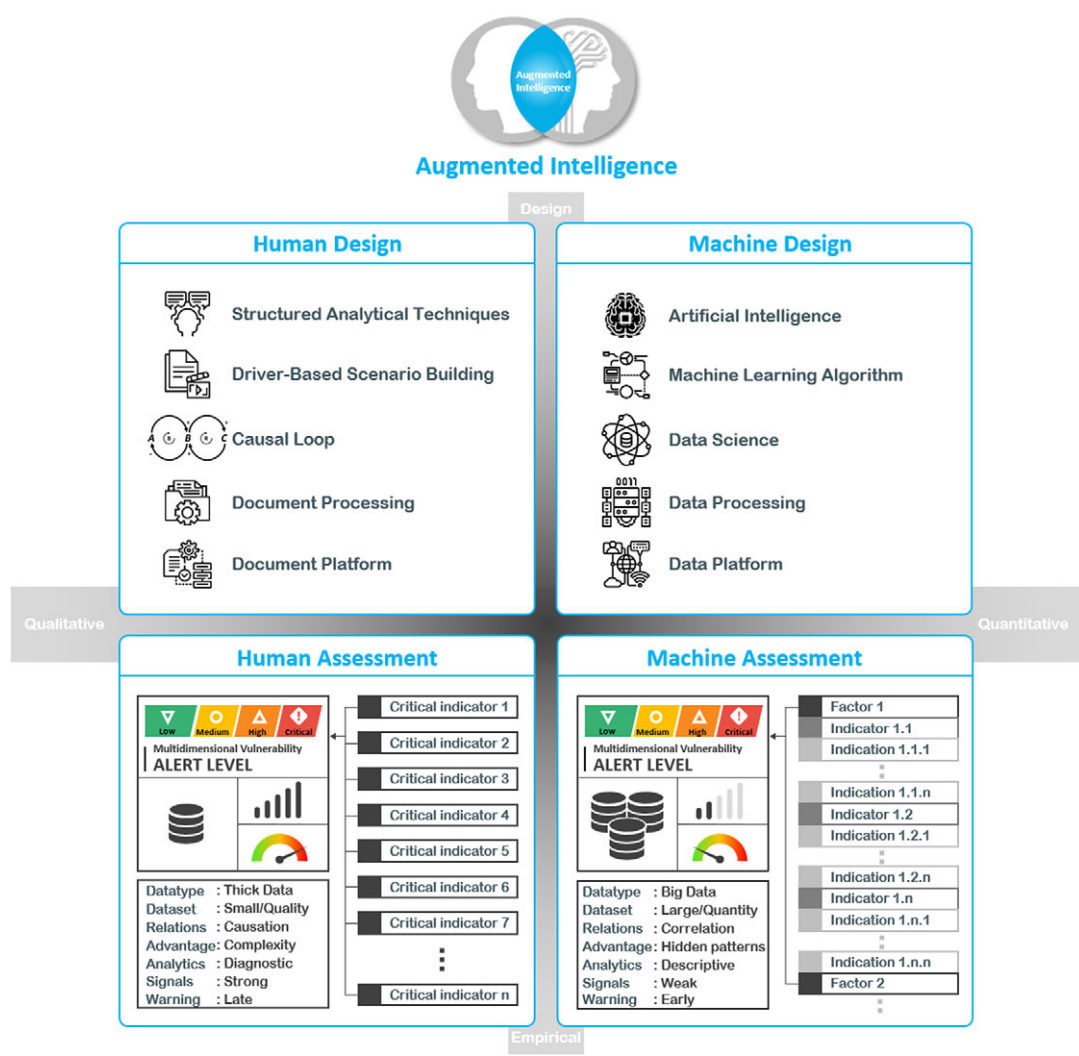 Augmented
Intelligence
Augmented Intelligence
Design
Human Design
Structured Analytical Techniques
Driver-Based Scenario Building
A B C
Causal Loop
Document Processing
Document Platform
Machine Design
Artificial Intelligence
Machine Learning Algorithm
Data Science
0011
Data Processing
Data Platform
Qualitative
Quantitative
Human Assessment
Low
Medium
High
Critical
Multidimensional Vulnerability
ALERT LEVEL
Datatype : Thick Data
Dataset : Small/Quality
Relations : Causation
Advantage: Complexity
Analytics : Diagnostic
Signals : Strong
Warning : Late
Critical indicator 1
Critical indicator 2
Critical indicator 3
Critical indicator 4
Critical indicator 5
Critical indicator 6
Critical indicator 7
Critical indicator n
Machine Assessment
Low
Medium
High
Critical
Multidimensional Vulnerability
ALERT LEVEL
Datatype : Big Data
Dataset : Large/Quantity
Relations : Correlation
Advantage: Hidden patterns
Analytics : Descriptive
Signals : Weak
Warning : Early
Factor 1
Indicator 1.1
Indication 1.1.1
Indication 1.1.n
Indicator 1.2
Indication 1.2.1
Indication 1.2.n
Indicator 1.n
Indication 1.n.1
Indication 1.n.n
Factor 2
Empirical